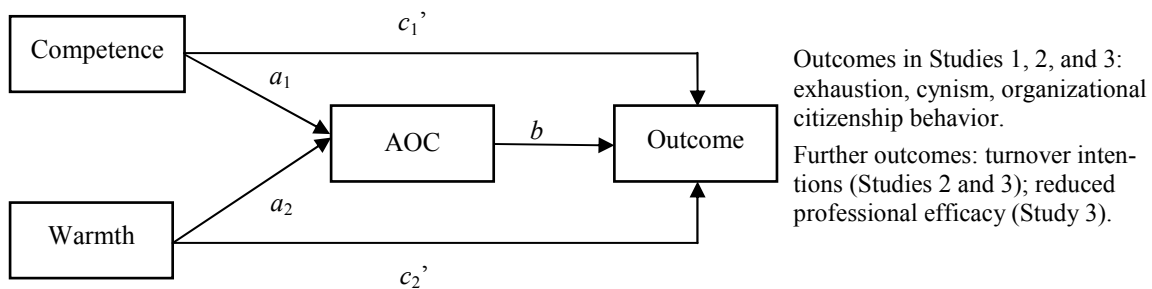 c₁’
Competence
a₁
AOC
b
Outcome
a₂
Warmth
c₂’
Outcomes in Studies 1, 2, and 3:
exhaustion, cynism, organizational
citizenship behavior.
Further outcomes: turnover inten-
tions (Studies 2 and 3); reduced
professional efficacy (Study 3).